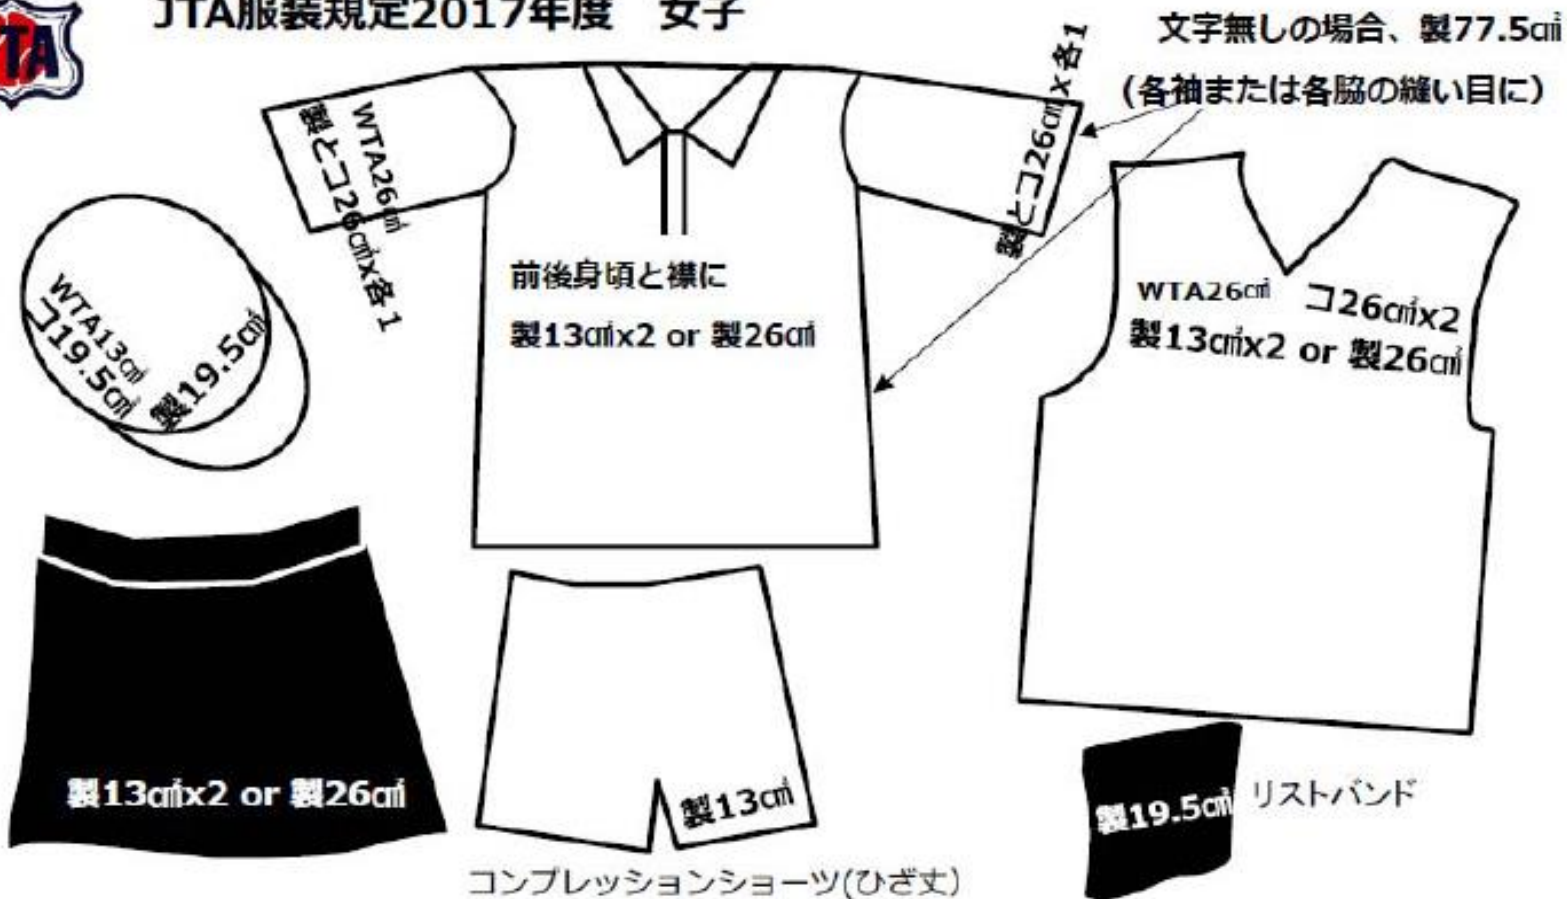 TA
JTA服装規定2017年度 女子
文字無しの場合、製77.5㎠
(各袖または各脇の縫い目に)
WTA26㎠
製とコ26㎠x各1
製とコ26㎠x各1
前後身頃と襟に
製13㎠x2 or 製26㎠
WTA13㎠
コ19.5㎠
製19.5㎠
WTA26㎠ コ26㎠x2
製13㎠x2 or 製26㎠
製13㎠x2 or 製26㎠
製13㎠
コンプレッションショーツ(ひざ丈)
製19.5㎠
リストバンド